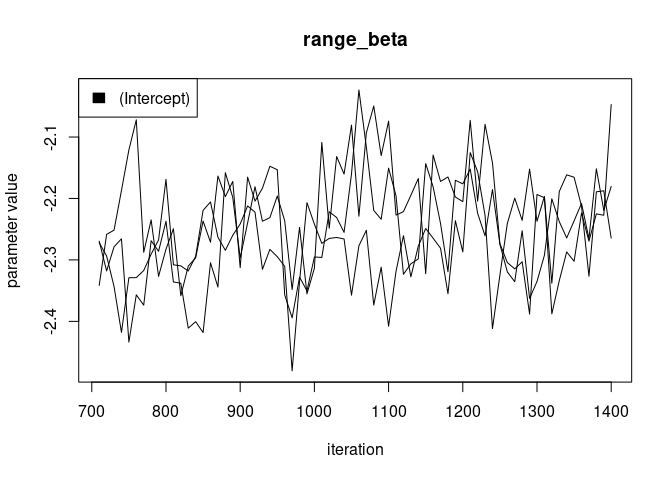 range_beta
(Intercept)
parameter value
-2.1
-2.2
-2.3
-2.4
700 800 900 1000 1100 1200 1300 1400
iteration